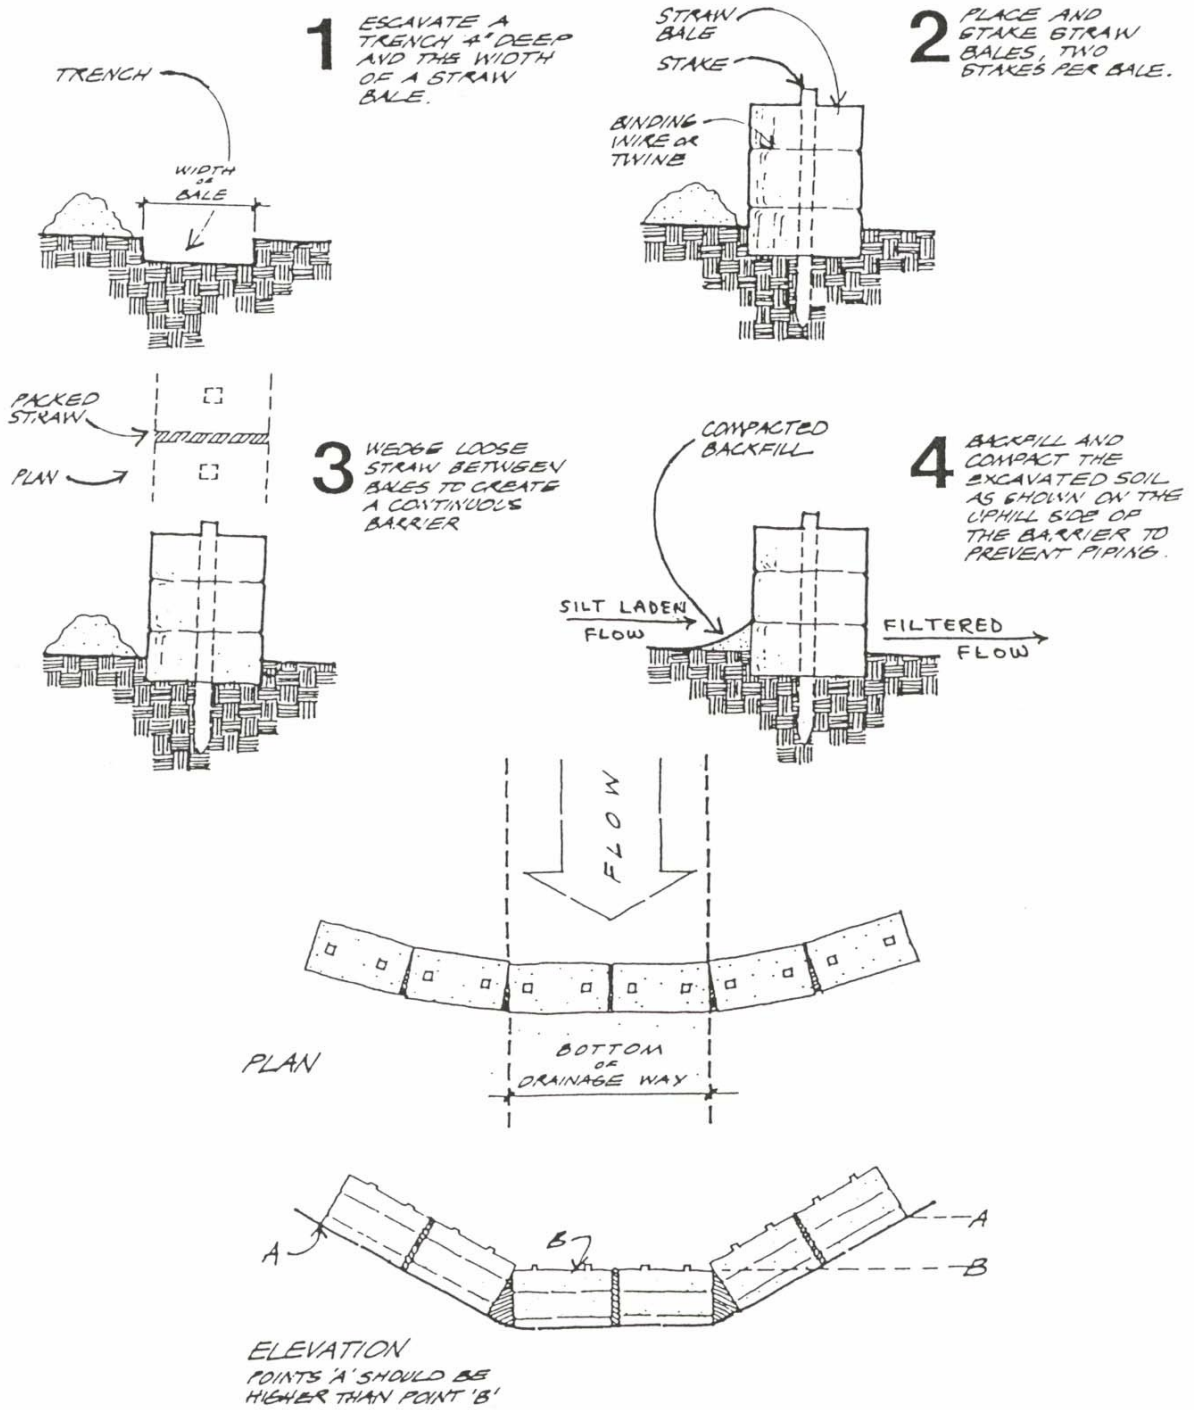 1
ESCAVATE A
TRENCH 4" DEEP
AND THE WIDTH
OF A STRAW
BALE.
TRENCH
WIDTH
OF
BALE
2
PLACE AND
STAKE STRAW
BALES, TWO
STAKES PER BALE.
STRAW
BALE
STAKE
BINDING
WIRE OR
TWINE
3
WEDGE LOOSE
STRAW BETWEEN
BALES TO CREATE
A CONTINUOUS
BARRIER
PACKED
STRAW
PLAN
4
BACKFILL AND
COMPACT THE
EXCAVATED SOIL
AS SHOWN ON THE
UPHILL SIDE OF
THE BARRIER TO
PREVENT PIPING.
COMPACTED
BACKFILL
SILT LADEN
FLOW
FILTERED
FLOW
FLOW
PLAN
BOTTOM
OF
DRAINAGE WAY
A
B
A
B
ELEVATION
POINTS 'A' SHOULD BE
HIGHER THAN POINT 'B'